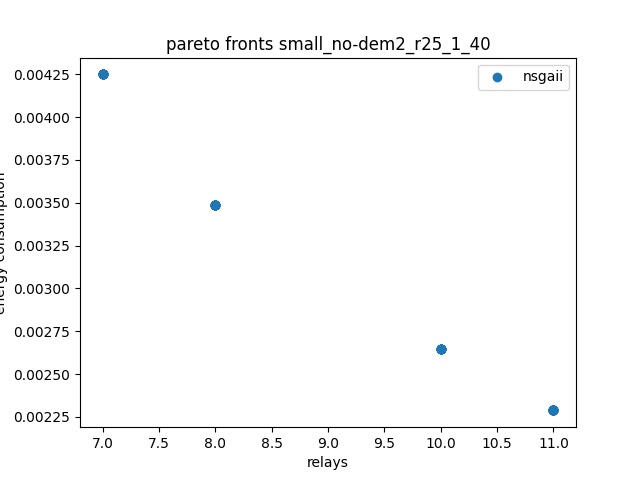 pareto fronts small_no-dem2_r25_1_40
nsgaii
0.00425
0.00400
0.00375
0.00350
0.00325
0.00300
0.00275
0.00250
0.00225
energy consumption
7.0 7.5 8.0 8.5 9.0 9.5 10.0 10.5 11.0
relays